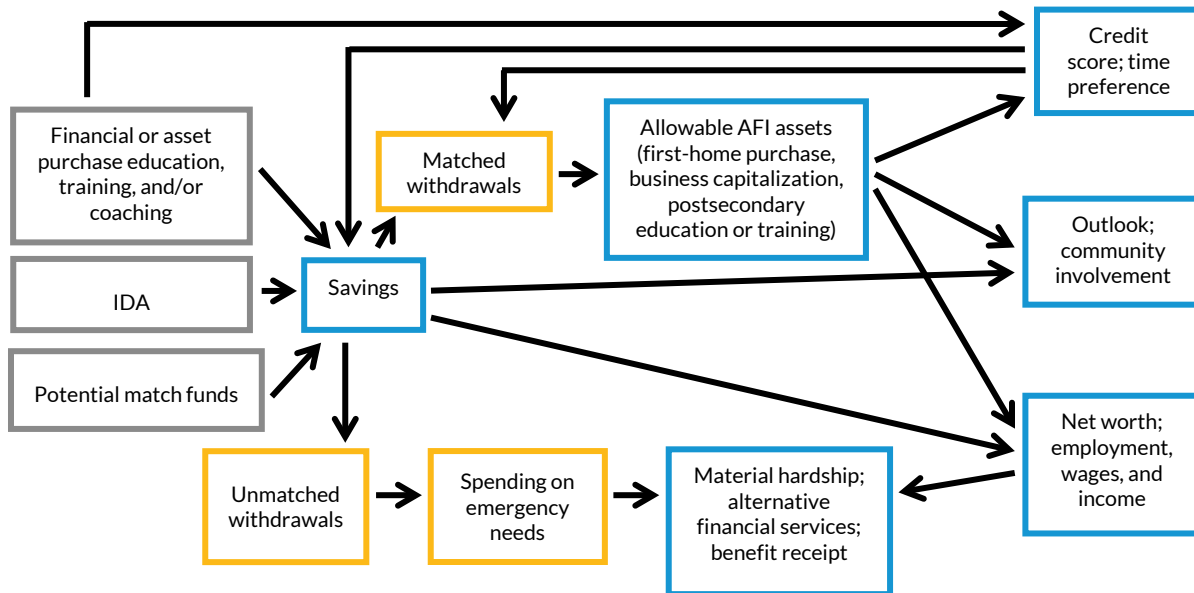 Credit
score; time
preference
Financial or asset
purchase education,
training, and/or
coaching
Matched
withdrawals
Allowable AFI assets
(first-home purchase,
business capitalization,
postsecondary
education or training)
Outlook;
community
involvement
IDA
Savings
Potential match funds
Net worth;
employment,
wages, and
income
Unmatched
withdrawals
Spending on
emergency
needs
Material hardship;
alternative
financial services;
benefit receipt